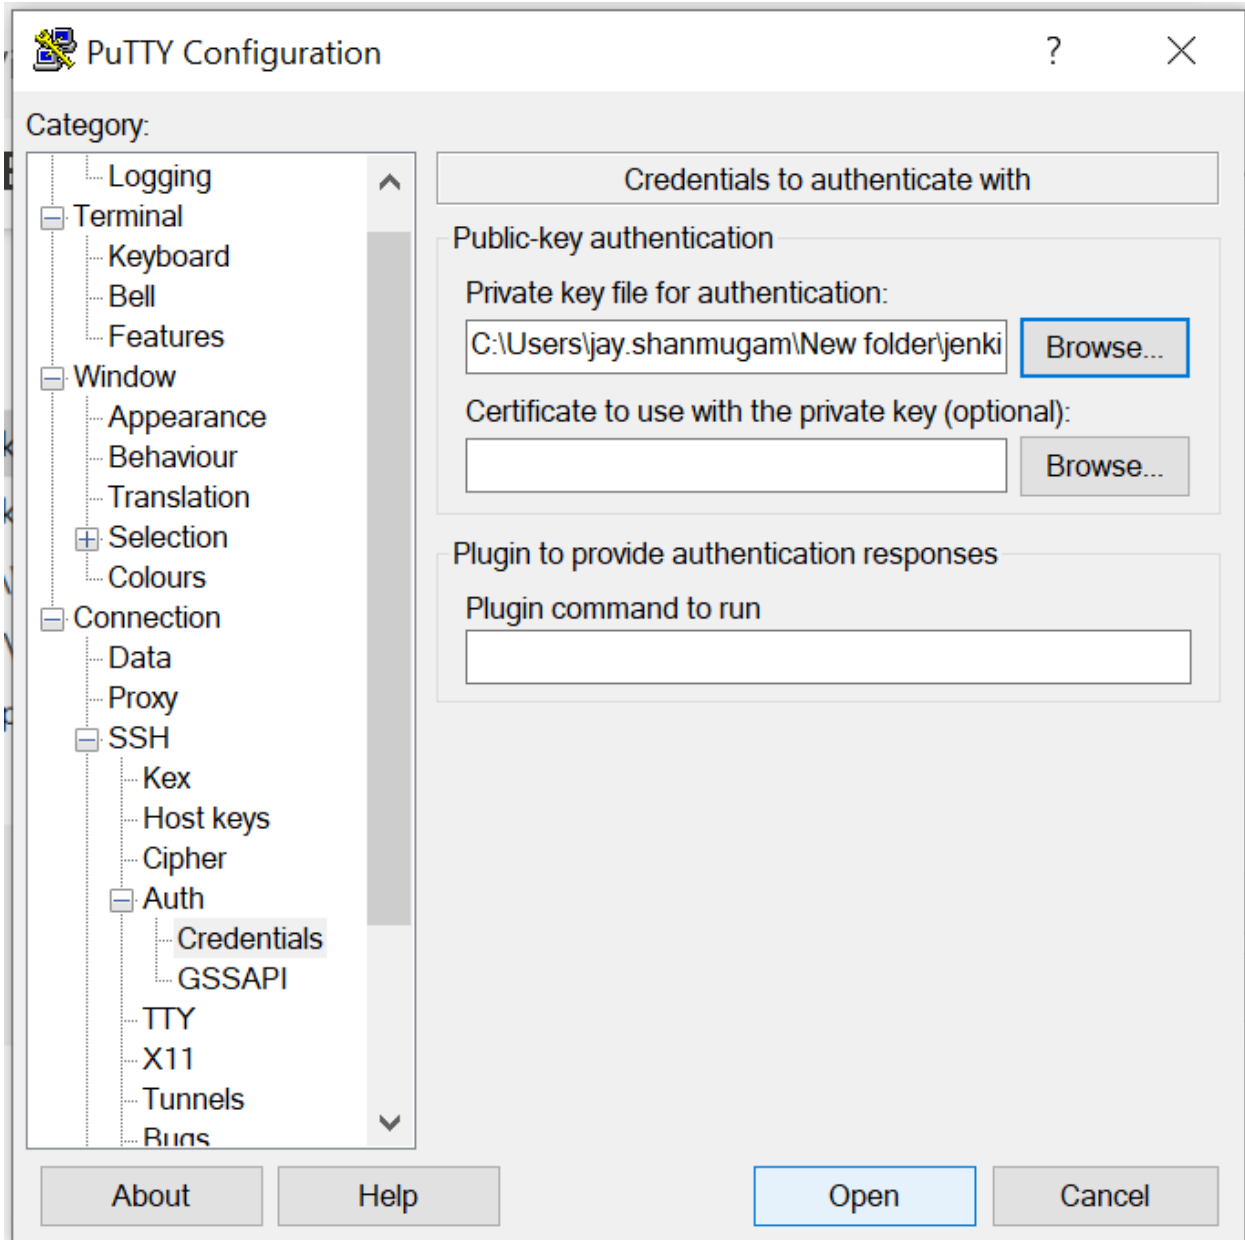 PuTTY Configuration
?
Category:
Logging
Terminal
Keyboard
Bell
Features
Window
Appearance
Behaviour
Translation
Selection
Colours
Connection
Data
Proxy
SSH
Kex
Host keys
Cipher
Auth
Credentials
GSSAPI
TTY
X11
Tunnels
Bugs
Credentials to authenticate with
Public-key authentication
Private key file for authentication:
C:\Users\jay.shanmugam\New folder\jenki
Browse...
Certificate to use with the private key (optional):
Browse...
Plugin to provide authentication responses
Plugin command to run
About
Help
Open
Cancel